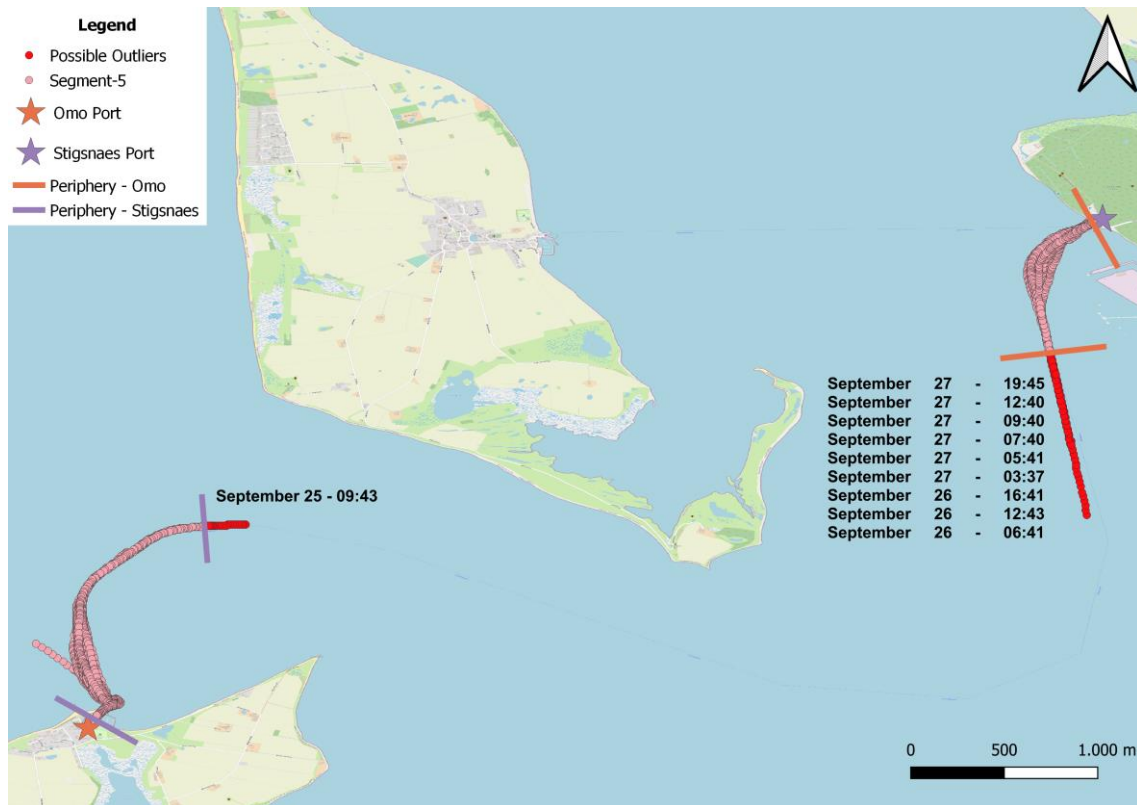 Legend
Possible Outliers
Segment-5
Omo Port
Stigsnaes Port
Periphery - Omo
Periphery - Stigsnaes
September 27 - 19:45
September 27 - 12:40
September 27 - 09:40
September 27 - 07:40
September 27 - 05:41
September 27 - 03:37
September 26 - 16:41
September 26 - 12:43
September 26 - 06:41
September 25 - 09:43
0 500 1.000 m